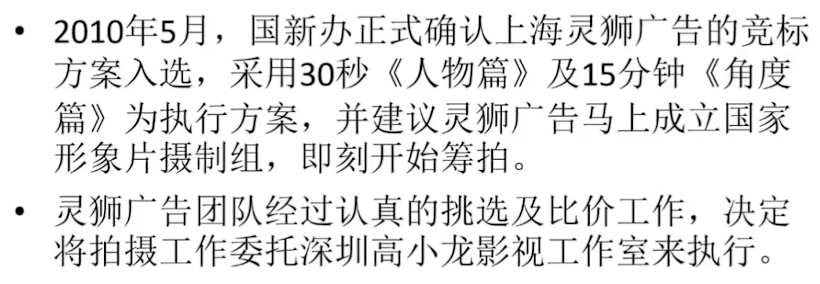 • 2010年5月，国新办正式确认上海灵狮广告的竞标
方案入选，采用30秒《人物篇》及15分钟《角度
篇》为执行方案，并建议灵狮广告马上成立国家
形象片摄制组，即刻开始筹拍。
• 灵狮广告团队经过认真的挑选及比价工作，决定
将拍摄工作委托深圳高小龙影视工作室来执行。